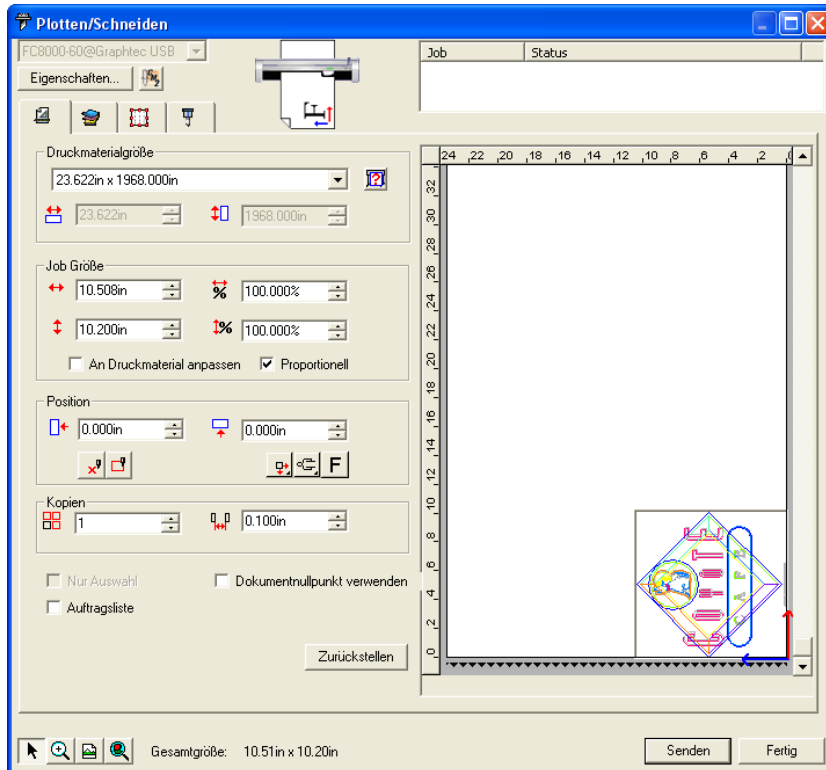 Plotten/Schneiden
FC8000-60@Graphtec USB
Eigenschaften...
Job Status
Druckmaterialgröße
23.622in x 1968.000in
23.622in 1968.000in
Job Größe
10.508in 100.000%
10.200in 100.000%
An Druckmaterial anpassen Proportionell
Position
0.000in 0.000in
F
Kopien
1 0.100in
Nur Auswahl Dokumentnullpunkt verwenden
Auftragsliste
Zurückstellen
24 22 20 18 16 14 12 10 8 6 4 2 0
32
30
28
26
24
22
20
18
16
14
12
10
8
6
4
2
0
COYOTE
CAFE
Gesamtgröße: 10.51in x 10.20in
Senden Fertig